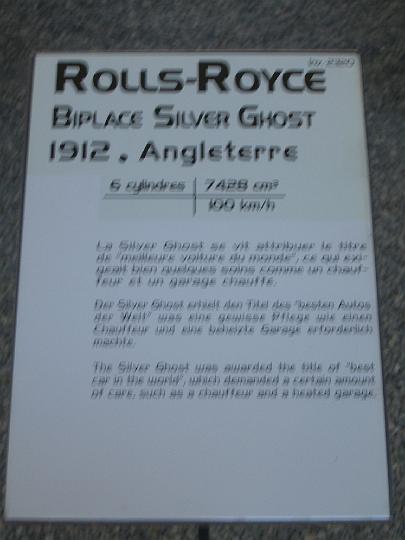 ROLLS-ROYCE
BIPLACE SILVER GHOST
1912 . Angleterre
6 cylindres 7428 cm³
100 km/h
La Silver Ghost se vit attribuer le titre
de "meilleure voiture du monde", ce qui exi-
geait bien quelques soins comme un chauf-
feur et un garage chauffé.
Der Silver Ghost erhielt den Titel des "besten Autos
der Welt" was eine gewisse Pflege wie einen
Chauffeur und eine beheizte Garage erforderlich
machte.
The Silver Ghost was awarded the title of "best
car in the world", which demanded a certain amount
of care, such as a chauffeur and a heated garage.